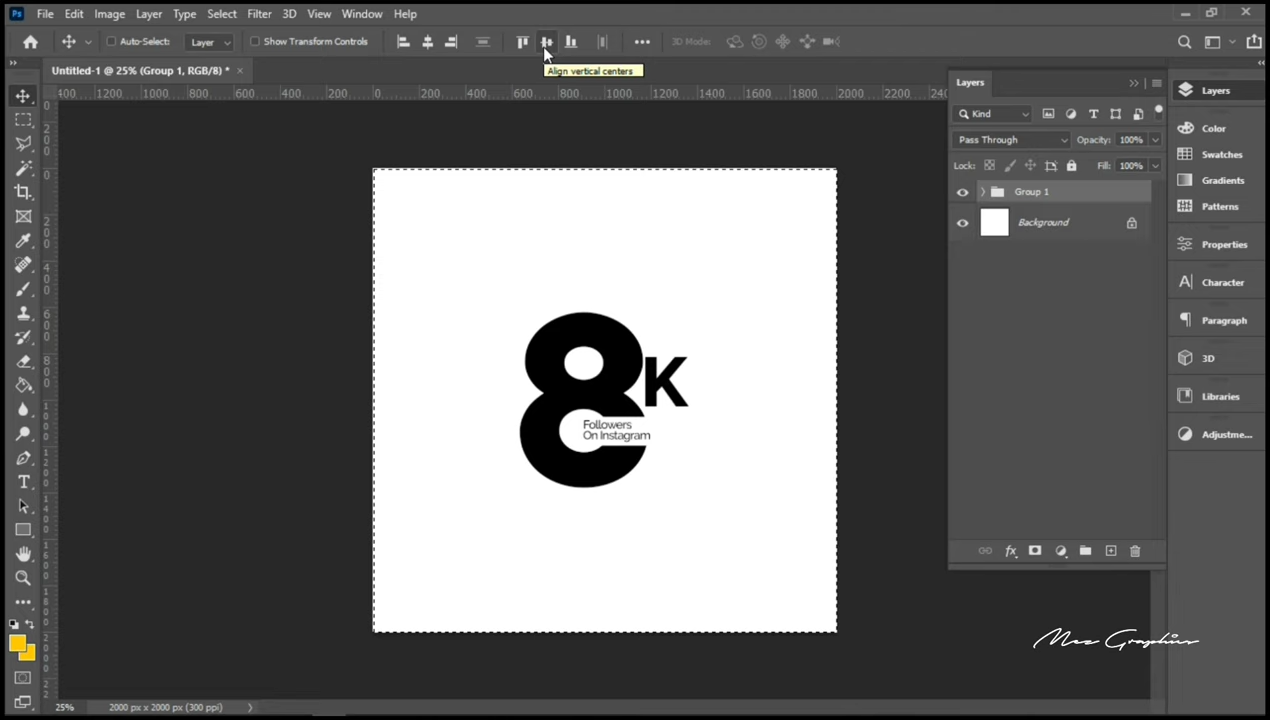 Ps File Edit Image Layer Type Select Filter 3D View Window Help
Auto-Select: Layer Show Transform Controls 3D Mode:
Align vertical centers
Untitled-1 @ 25% (Group 1, RGB/8) *
400 1200 1000 800 600 400 200 0 200 400 600 800 1000 1200 1400 1600 1800 2000 2200 240
Layers
Kind
Pass Through Opacity: 100%
Lock: Fill: 100%
Group 1
Background
Layers
Color
Swatches
Gradients
Patterns
Properties
Character
Paragraph
3D
Libraries
Adjustme...
8K
Followers
On Instagram
Mez Graphics
25% 2000 px x 2000 px (300 ppi)